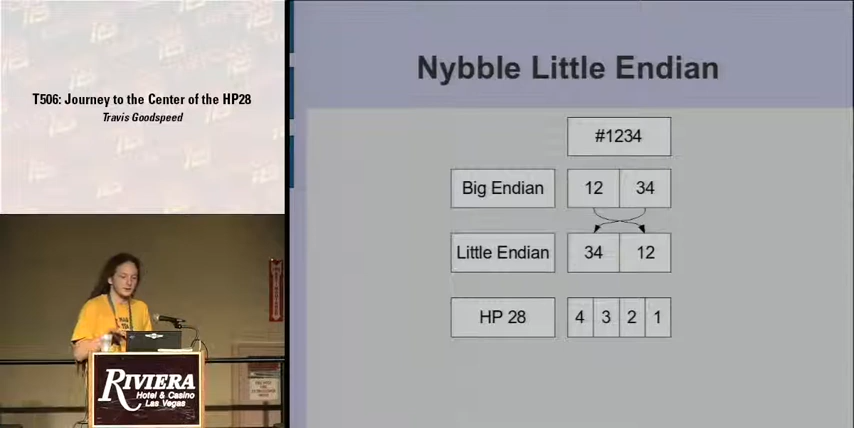 T506: Journey to the Center of the HP28
Travis Goodspeed
Nybble Little Endian
#1234
Big Endian 12 34
Little Endian 34 12
HP 28 4 3 2 1
RIVIERA
Hotel & Casino
Las Vegas